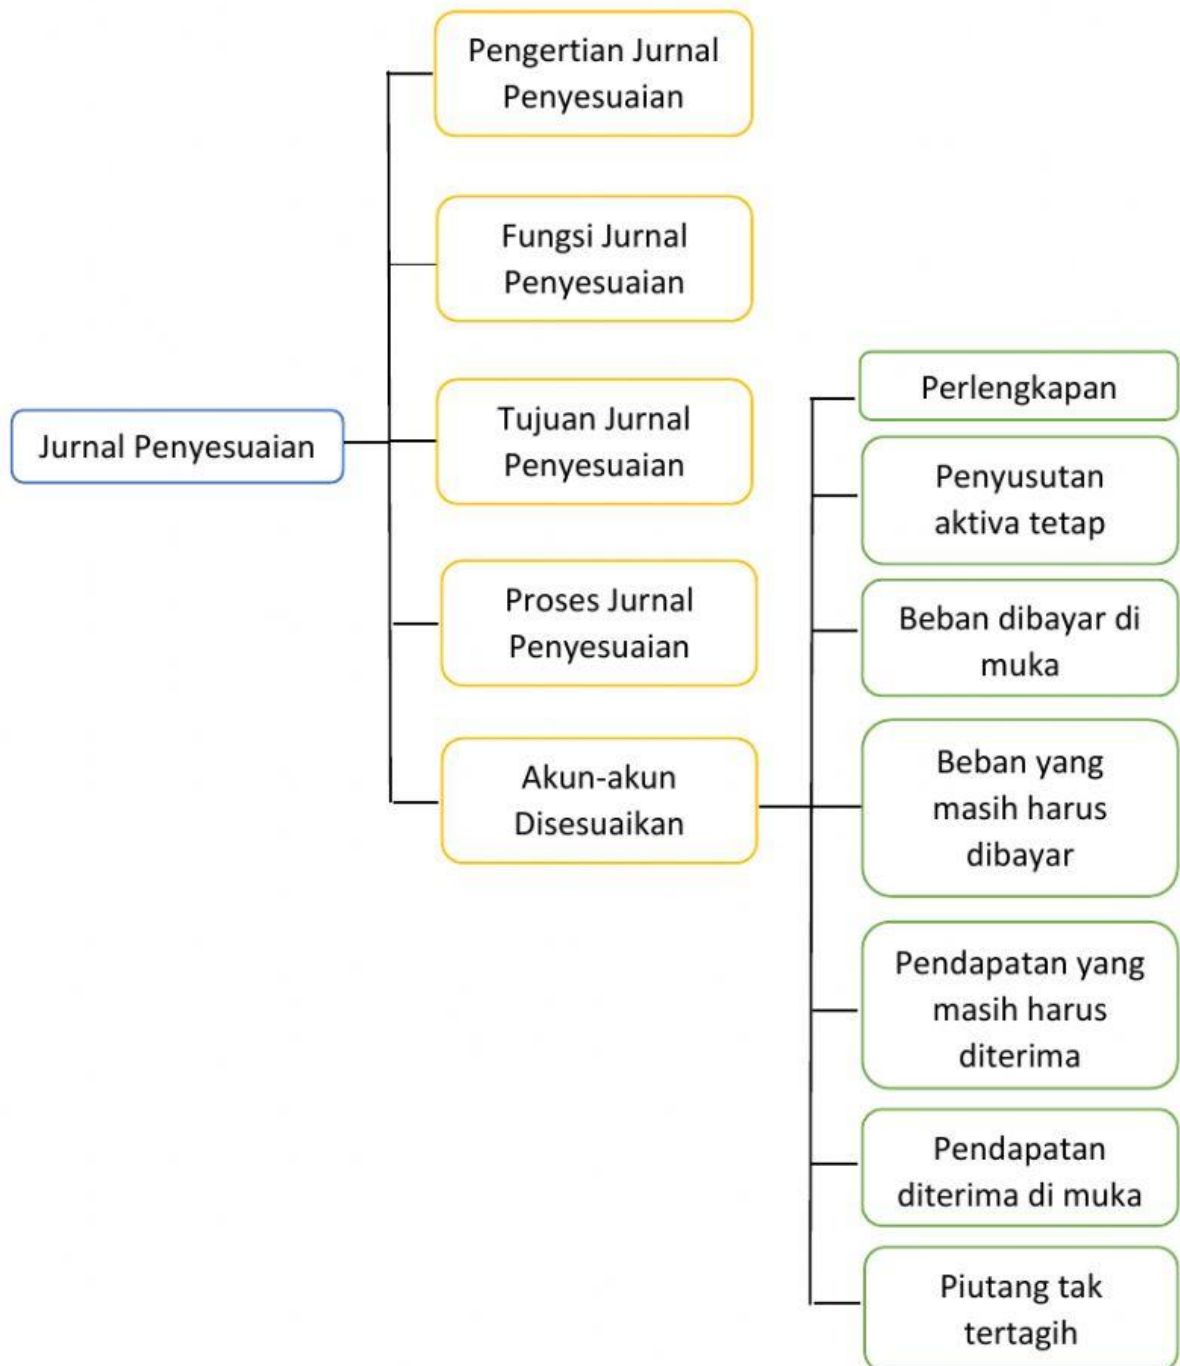 Jurnal Penyesuaian
Pengertian Jurnal
Penyesuaian
Fungsi Jurnal
Penyesuaian
Tujuan Jurnal
Penyesuaian
Proses Jurnal
Penyesuaian
Akun-akun
Disesuaikan
Perlengkapan
Penyusutan
aktiva tetap
Beban dibayar di
muka
Beban yang
masih harus
dibayar
Pendapatan yang
masih harus
diterima
Pendapatan
diterima di muka
Piutang tak
tertagih